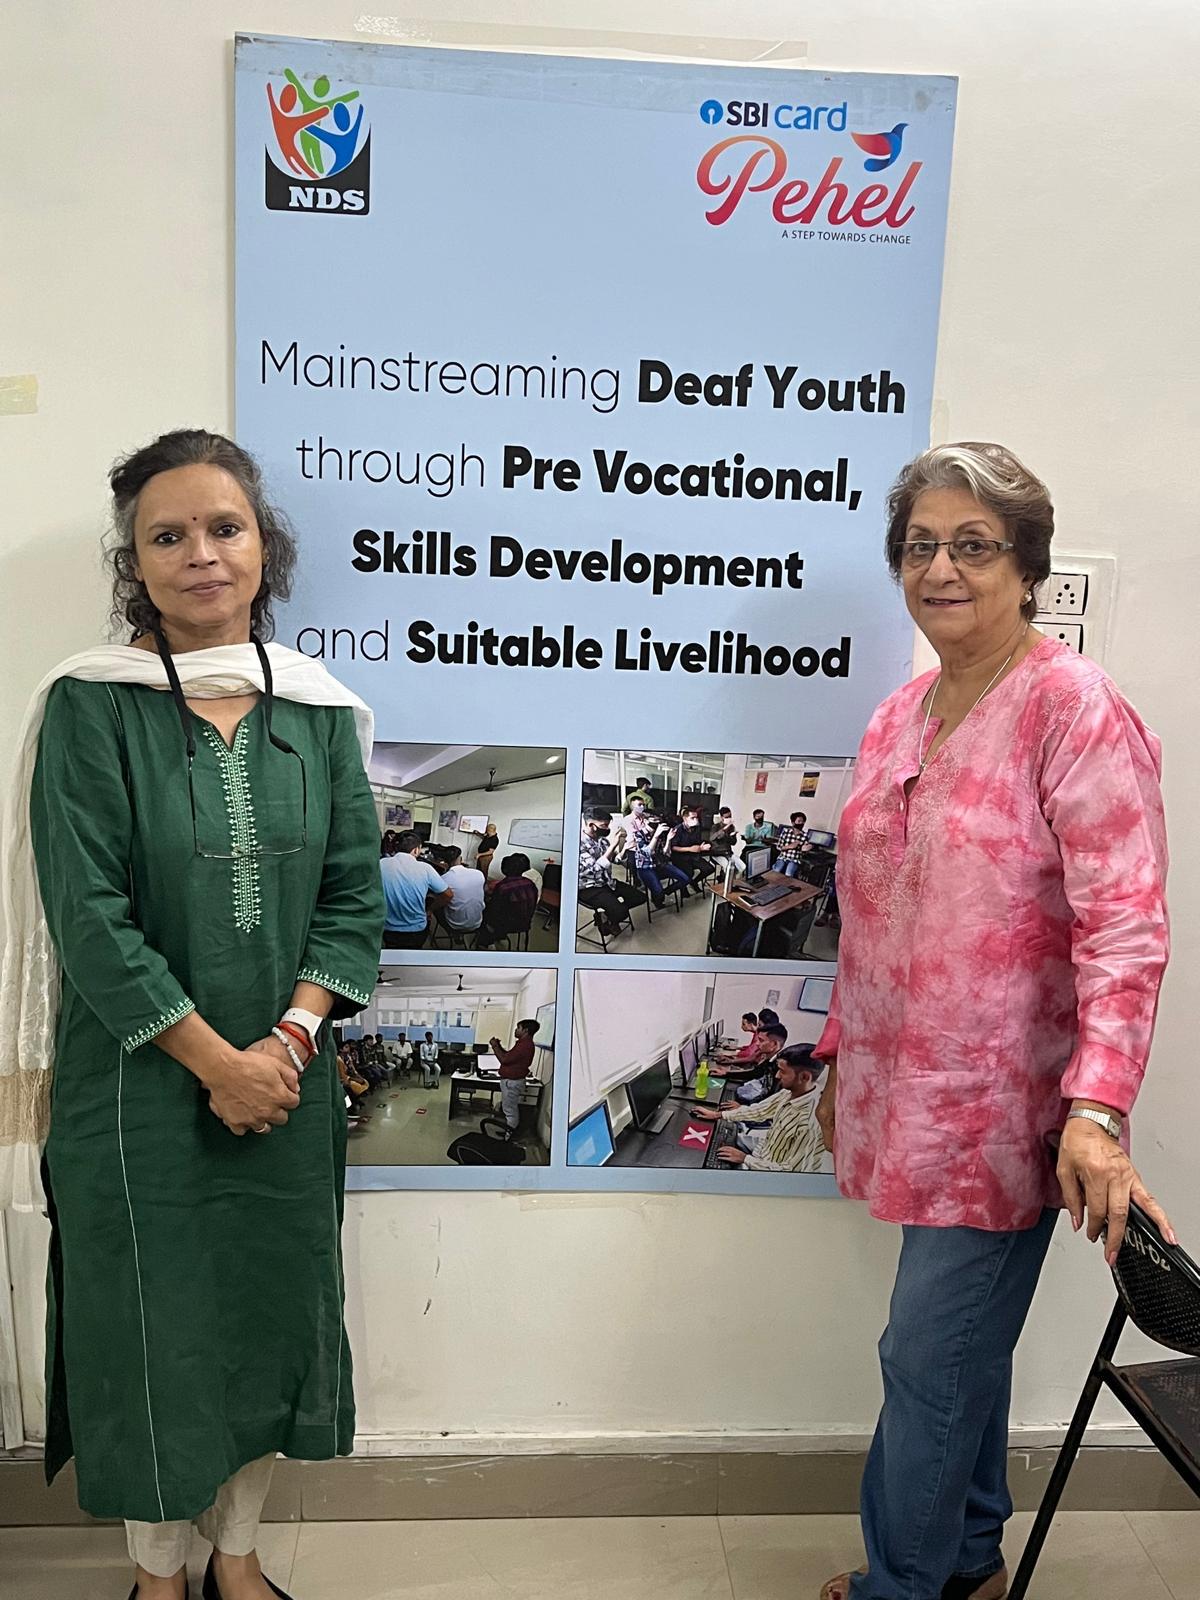 NDS
SBI card
Pehel
A STEP TOWARDS CHANGE
Mainstreaming Deaf Youth
through Pre Vocational,
Skills Development
and Suitable Livelihood